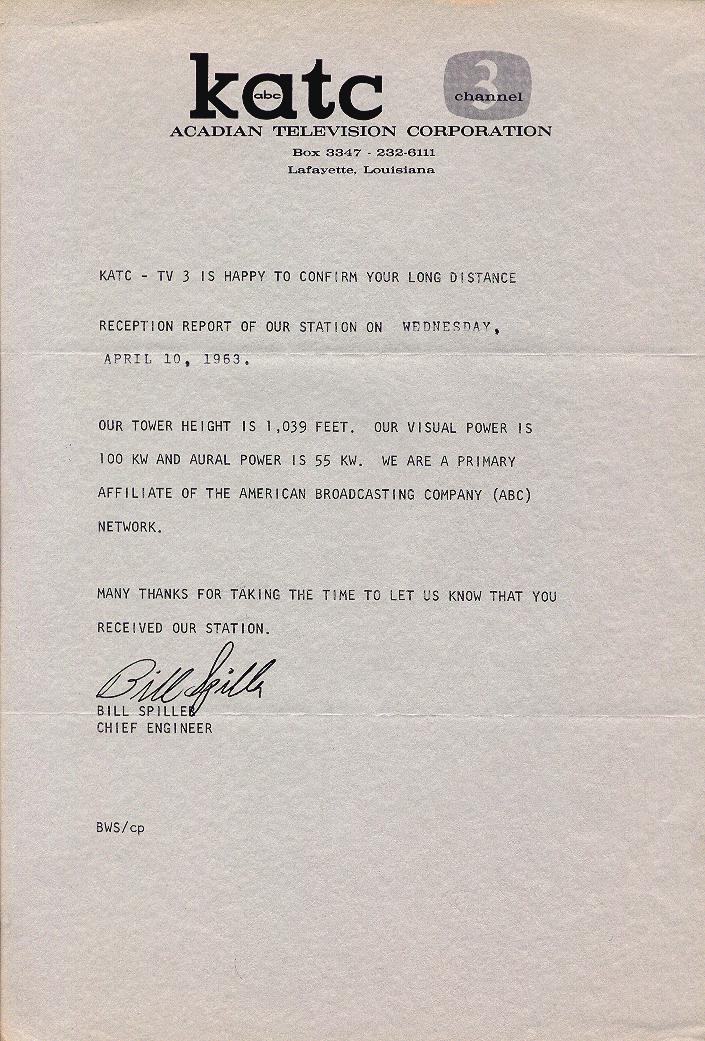 katc
abc
3
channel
ACADIAN TELEVISION CORPORATION
Box 3347 - 232-6111
Lafayette, Louisiana
KATC - TV 3 IS HAPPY TO CONFIRM YOUR LONG DISTANCE
RECEPTION REPORT OF OUR STATION ON WEDNESDAY,
APRIL 10, 1963.
OUR TOWER HEIGHT IS 1,039 FEET. OUR VISUAL POWER IS
100 KW AND AURAL POWER IS 55 KW. WE ARE A PRIMARY
AFFILIATE OF THE AMERICAN BROADCASTING COMPANY (ABC)
NETWORK.
MANY THANKS FOR TAKING THE TIME TO LET US KNOW THAT YOU
RECEIVED OUR STATION.
Bill Spiller
BILL SPILLER
CHIEF ENGINEER
BWS/cp